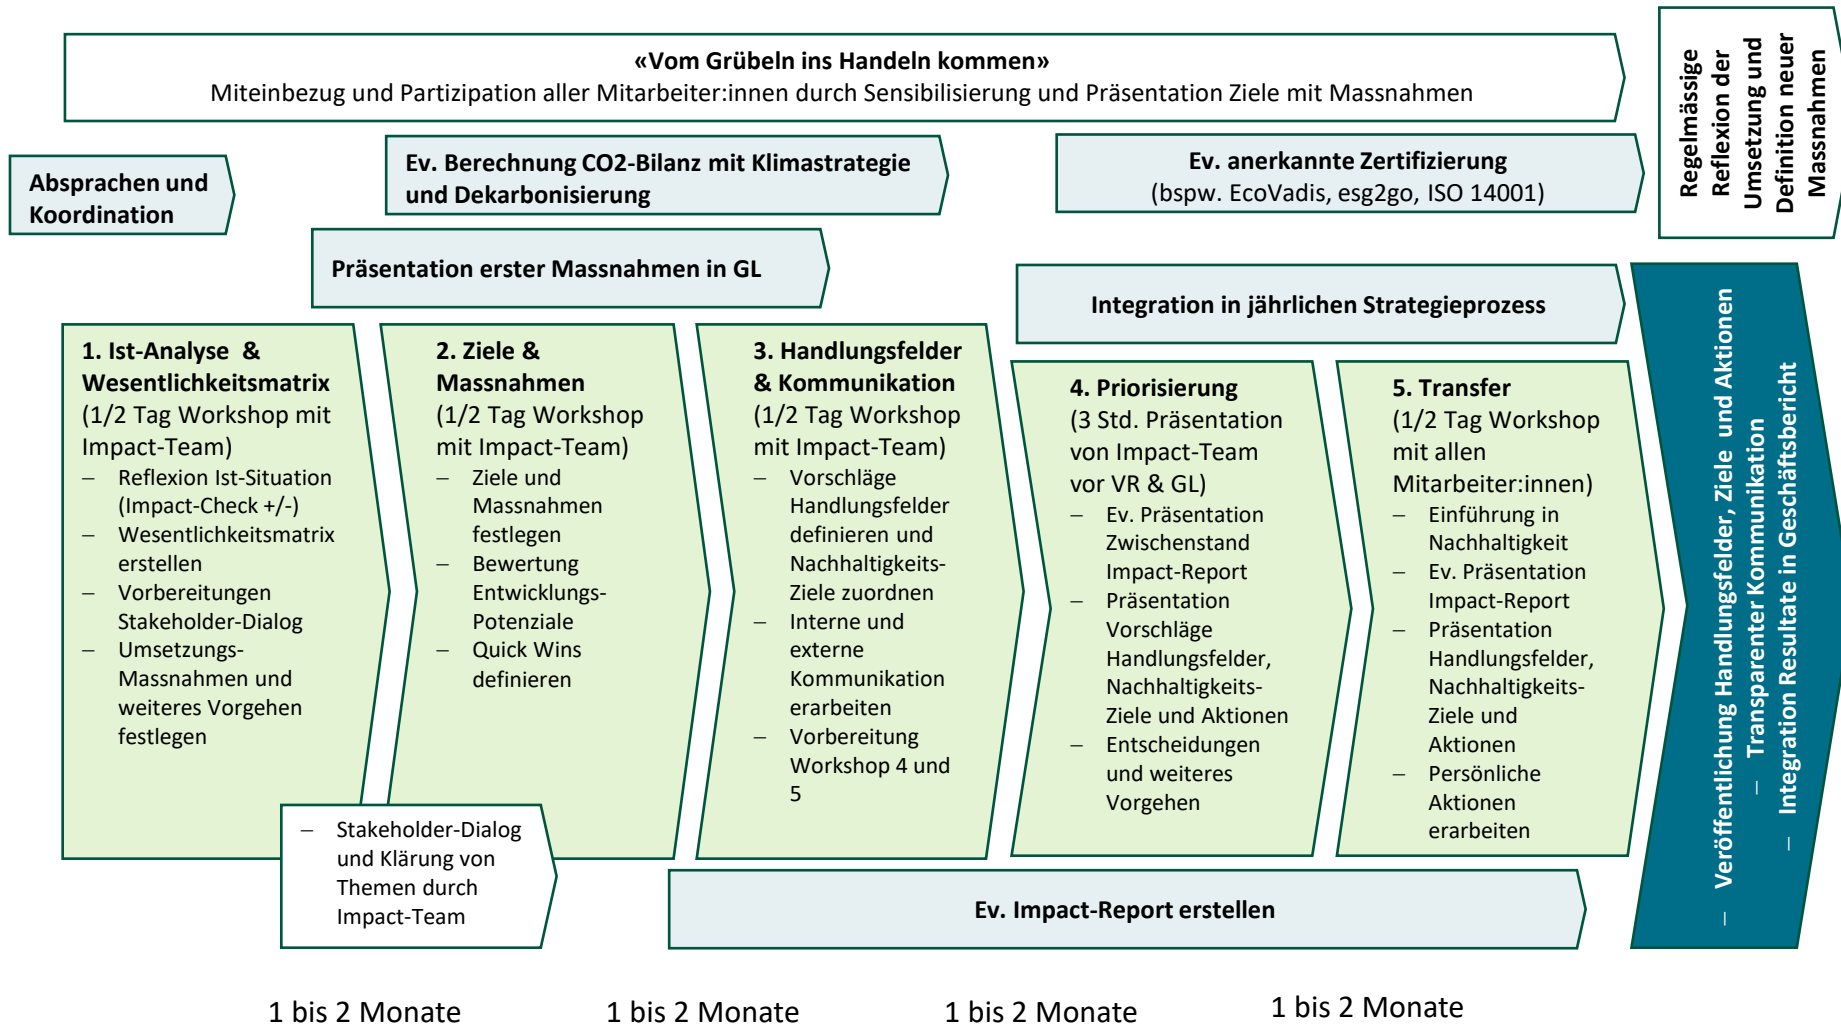 «Vom Grübeln ins Handeln kommen»
Miteinbezug und Partizipation aller Mitarbeiter:innen durch Sensibilisierung und Präsentation Ziele mit Massnahmen
Regelmässige
Reflexion der
Umsetzung und
Definition neuer
Massnahmen
Absprachen und
Koordination
Ev. Berechnung CO2-Bilanz mit Klimastrategie
und Dekarbonisierung
Ev. anerkannte Zertifizierung
(bspw. EcoVadis, esg2go, ISO 14001)
Präsentation erster Massnahmen in GL
Integration in jährlichen Strategieprozess
1. Ist-Analyse &
Wesentlichkeitsmatrix
(1/2 Tag Workshop mit
Impact-Team)
– Reflexion Ist-Situation
(Impact-Check +/-)
– Wesentlichkeitsmatrix
erstellen
– Vorbereitungen
Stakeholder-Dialog
– Umsetzungs-
Massnahmen und
weiteres Vorgehen
festlegen
2. Ziele &
Massnahmen
(1/2 Tag Workshop
mit Impact-Team)
– Ziele und
Massnahmen
festlegen
– Bewertung
Entwicklungs-
Potenziale
– Quick Wins
definieren
3. Handlungsfelder
& Kommunikation
(1/2 Tag Workshop
mit Impact-Team)
– Vorschläge
Handlungsfelder
definieren und
Nachhaltigkeits-
Ziele zuordnen
– Interne und
externe
Kommunikation
erarbeiten
– Vorbereitung
Workshop 4 und
5
4. Priorisierung
(3 Std. Präsentation
von Impact-Team
vor VR & GL)
– Ev. Präsentation
Zwischenstand
Impact-Report
– Präsentation
Vorschläge
Handlungsfelder,
Nachhaltigkeits-
Ziele und Aktionen
– Entscheidungen
und weiteres
Vorgehen
5. Transfer
(1/2 Tag Workshop
mit allen
Mitarbeiter:innen)
– Einführung in
Nachhaltigkeit
– Ev. Präsentation
Impact-Report
– Präsentation
Handlungsfelder,
Nachhaltigkeits-
Ziele und
Aktionen
– Persönliche
Aktionen
erarbeiten
– Veröffentlichung Handlungsfelder, Ziele und Aktionen
– Transparenter Kommunikation
– Integration Resultate in Geschäftsbericht
– Stakeholder-Dialog
und Klärung von
Themen durch
Impact-Team
Ev. Impact-Report erstellen
1 bis 2 Monate
1 bis 2 Monate
1 bis 2 Monate
1 bis 2 Monate